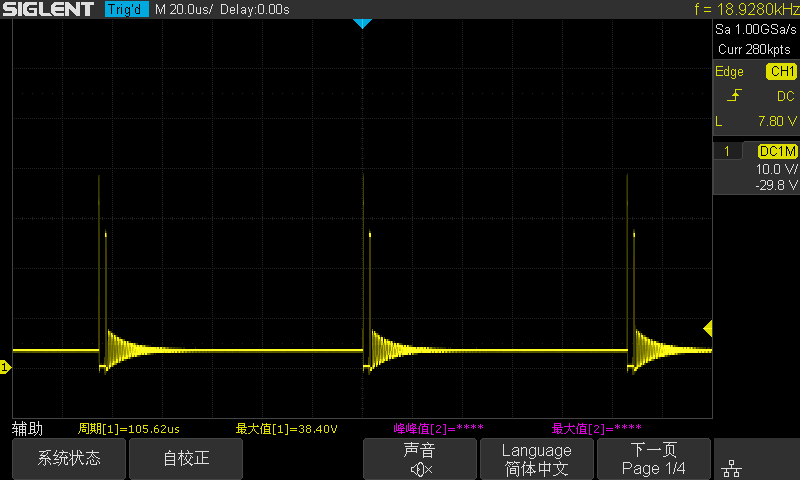 SIGLENT Trig'd M 20.0us/ Delay:0.00s f = 18.9280kHz
Sa 1.00GSa/s
Curr 280kpts
Edge CH1
DC
L 7.80 V
1 DC1M
10.0 V/
-29.8 V
1
辅助 周期[1]=105.62us 最大值[1]=38.40V 峰峰值[2]=**** 最大值[2]=****
系统状态 自校正 声音 Language 下一页
简体中文 Page 1/4